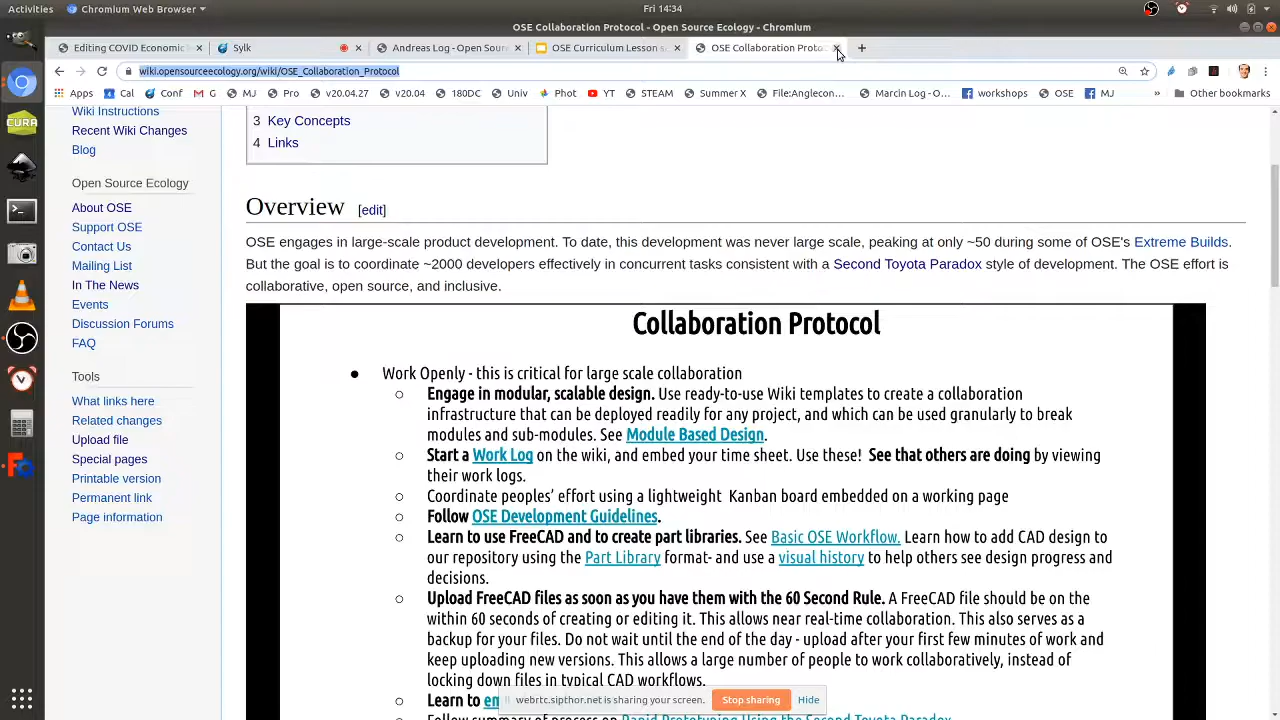 Activities Chromium Web Browser Fri 14:34
OSE Collaboration Protocol - Open Source Ecology - Chromium
Editing COVID Economic Sylk Andreas Log - Open Sour OSE Curriculum Lesson s OSE Collaboration Proto
wiki.opensourceecology.org/wiki/OSE_Collaboration_Protocol
Apps Cal Conf M G Pro v20.04.27 v20.04 180DC Univ Phot YT STEAM Summer X File:Anglecon... Marcin Log - O... workshops OSE MJ » Other bookmarks
Wiki Instructions
Recent Wiki Changes
Blog
Open Source Ecology
About OSE
Support OSE
Contact Us
Mailing List
In The News
Events
Discussion Forums
FAQ
Tools
What links here
Related changes
Upload file
Special pages
Printable version
Permanent link
Page information
3 Key Concepts
4 Links
Overview [edit]
OSE engages in large-scale product development. To date, this development was never large scale, peaking at only ~50 during some of OSE's Extreme Builds.
But the goal is to coordinate ~2000 developers effectively in concurrent tasks consistent with a Second Toyota Paradox style of development. The OSE effort is
collaborative, open source, and inclusive.
Collaboration Protocol
● Work Openly - this is critical for large scale collaboration
○ Engage in modular, scalable design. Use ready-to-use Wiki templates to create a collaboration
infrastructure that can be deployed readily for any project, and which can be used granularly to break
modules and sub-modules. See Module Based Design.
○ Start a Work Log on the wiki, and embed your time sheet. Use these! See that others are doing by viewing
their work logs.
○ Coordinate peoples’ effort using a lightweight Kanban board embedded on a working page
○ Follow OSE Development Guidelines.
○ Learn to use FreeCAD and to create part libraries. See Basic OSE Workflow. Learn how to add CAD design to
our repository using the Part Library format- and use a visual history to help others see design progress and
decisions.
○ Upload FreeCAD files as soon as you have them with the 60 Second Rule. A FreeCAD file should be on the
within 60 seconds of creating or editing it. This allows near real-time collaboration. This also serves as a
backup for your files. Do not wait until the end of the day - upload after your first few minutes of work and
keep uploading new versions. This allows a large number of people to work collaboratively, instead of
locking down files in typical CAD workflows.
○ Learn to em
webrtc.sipthor.net is sharing your screen. Stop sharing Hide
Follow summary of process on Rapid Prototyping Using the Second Toyota Paradox
CURA